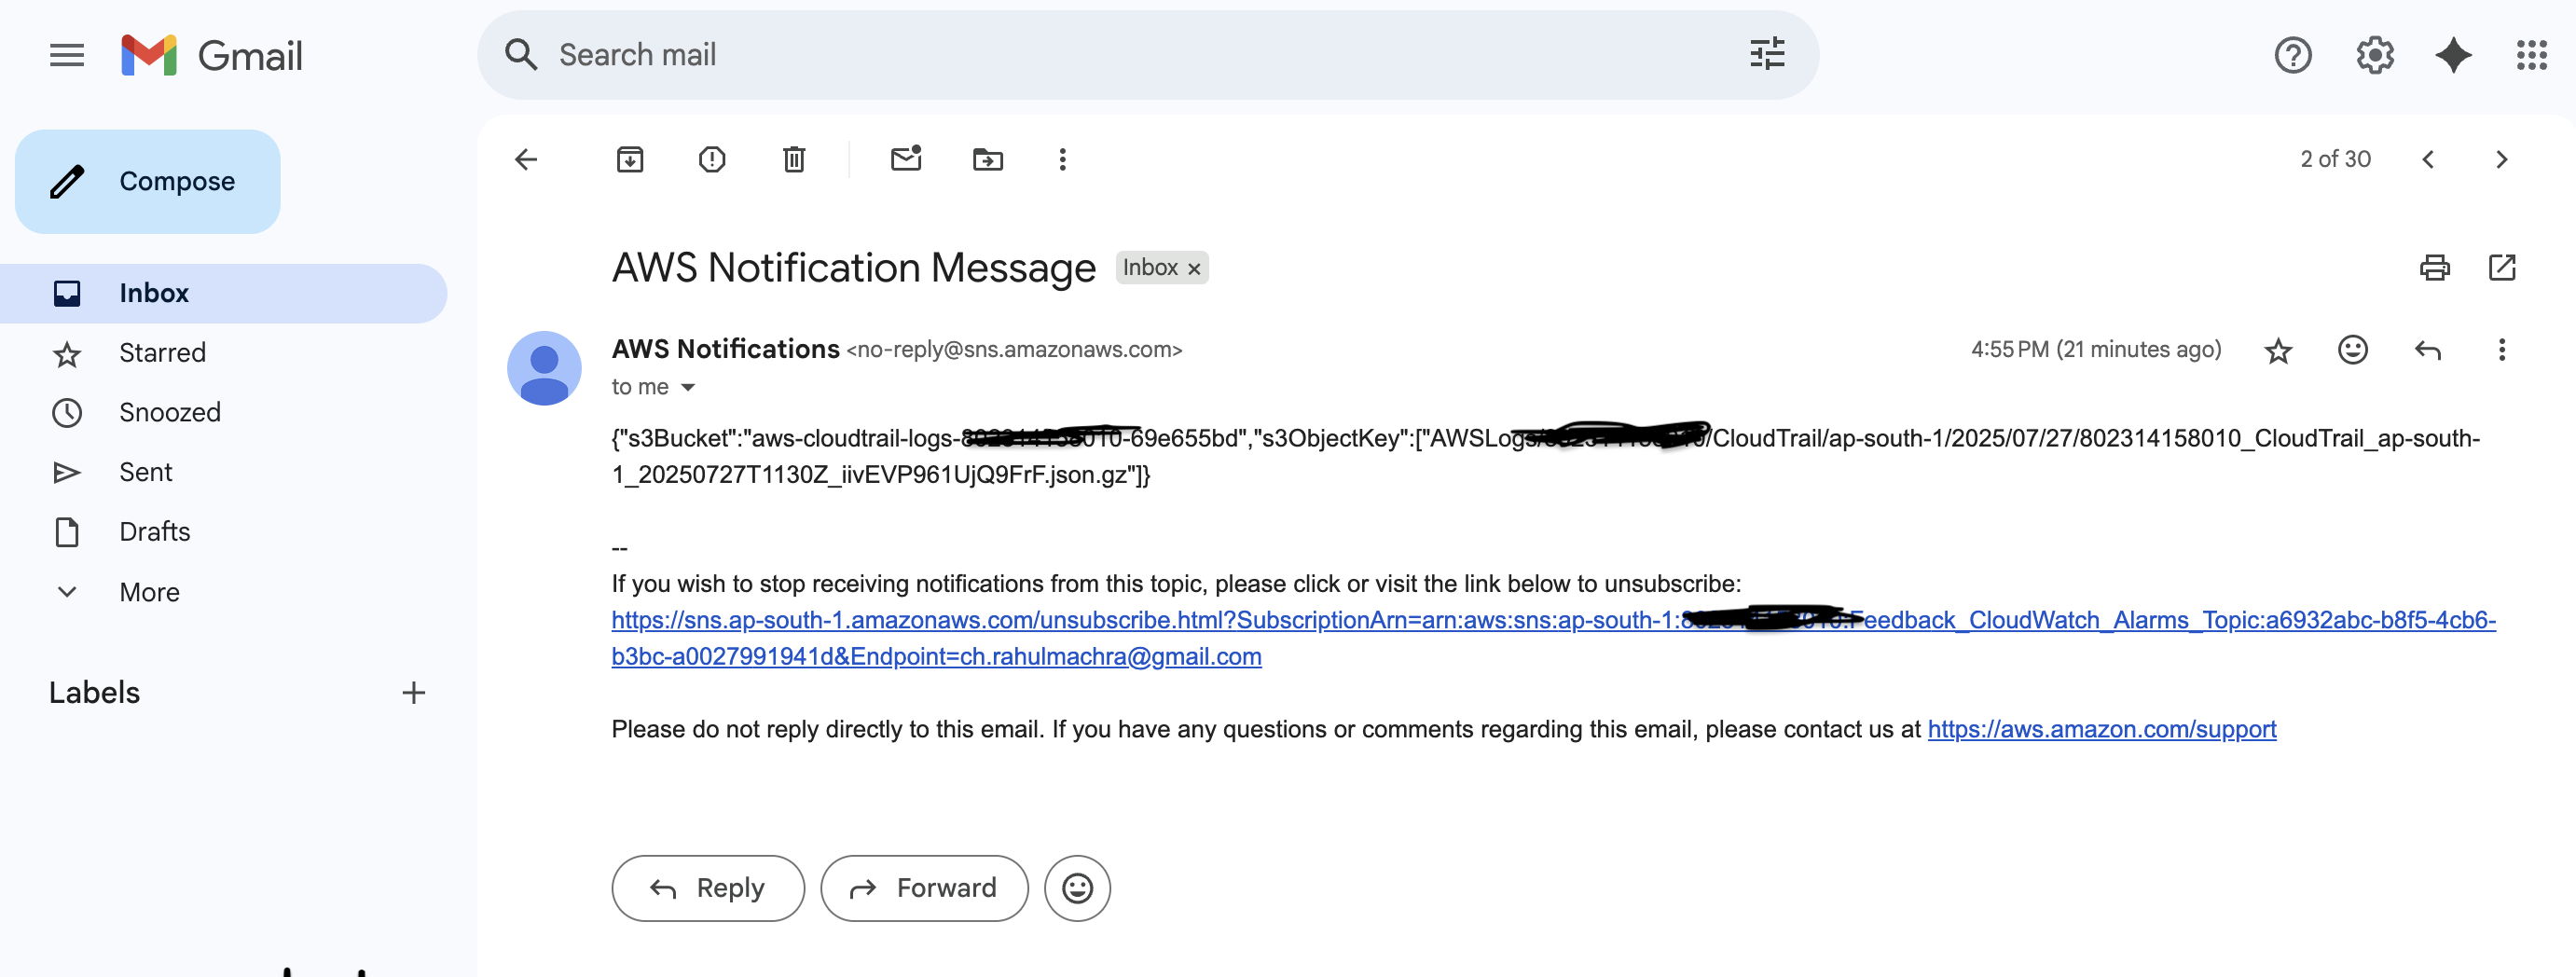 Gmail
Search mail
Compose
2 of 30
AWS Notification Message Inbox ×
Inbox
Starred
Snoozed
Sent
Drafts
More
Labels
AWS Notifications <no-reply@sns.amazonaws.com>
4:55 PM (21 minutes ago)
to me
{"s3Bucket":"aws-cloudtrail-logs- -69e655bd","s3ObjectKey":["AWSLogs/ /CloudTrail/ap-south-1/2025/07/27/802314158010_CloudTrail_ap-south-
1_20250727T1130Z_iivEVP961UjQ9FrF.json.gz"]}
--
If you wish to stop receiving notifications from this topic, please click or visit the link below to unsubscribe:
https://sns.ap-south-1.amazonaws.com/unsubscribe.html?SubscriptionArn=arn:aws:sns:ap-south-1: :Feedback_CloudWatch_Alarms_Topic:a6932abc-b8f5-4cb6-
b3bc-a0027991941d&Endpoint=ch.rahulmachra@gmail.com
Please do not reply directly to this email. If you have any questions or comments regarding this email, please contact us at https://aws.amazon.com/support
Reply
Forward